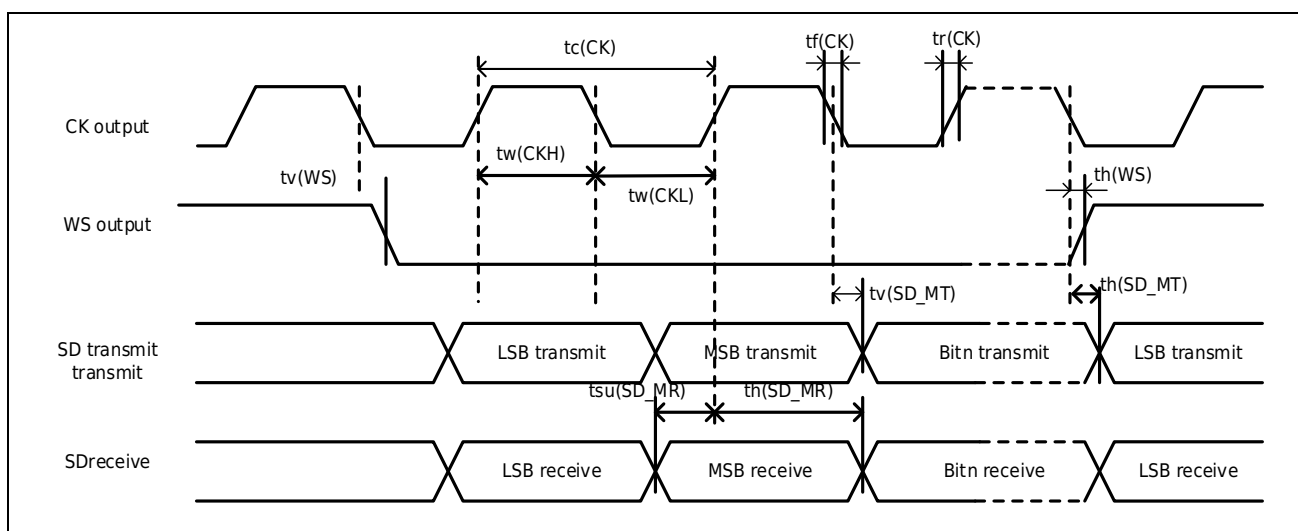 tc(CK)
tf(CK)
tr(CK)
CK output
tw(CKH)
tv(WS)
tw(CKL)
th(WS)
WS output
tv(SD_MT)
th(SD_MT)
SD transmit
transmit
LSB transmit
MSB transmit
Bitn transmit
LSB transmit
tsu(SD_MR)
th(SD_MR)
SDreceive
LSB receive
MSB receive
Bitn receive
LSB receive